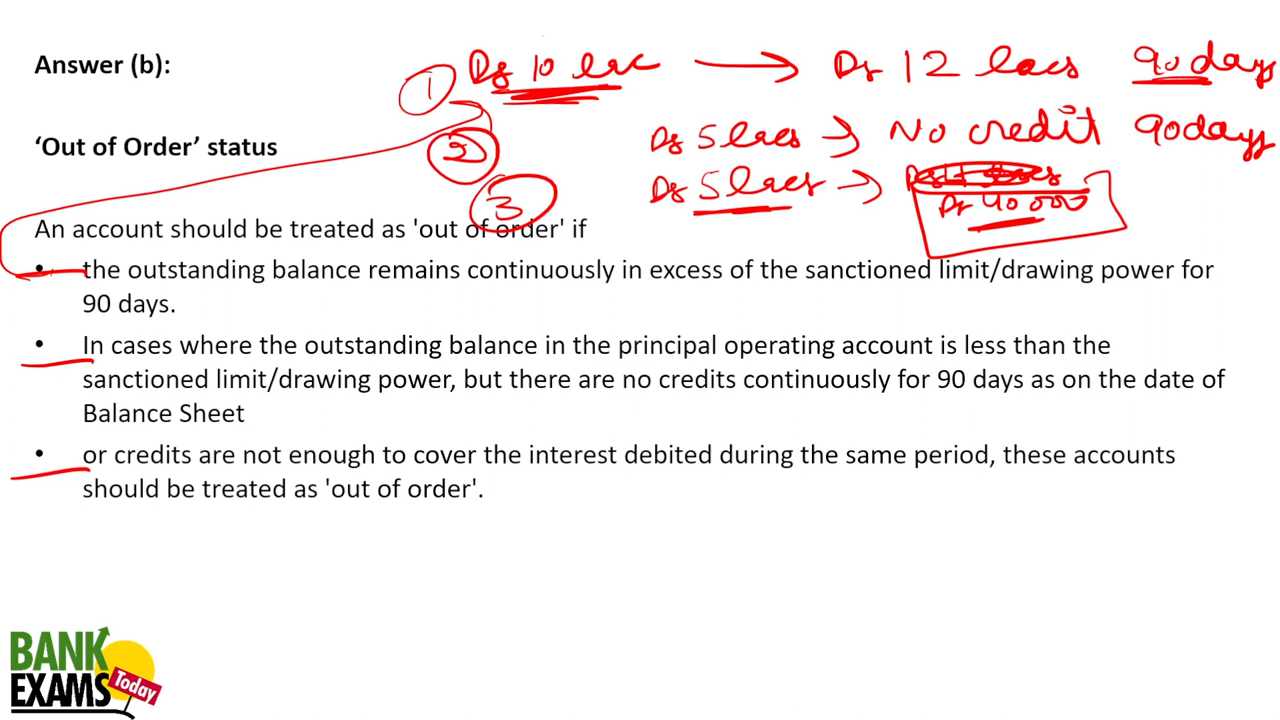 Answer (b):
1 Dr 10 lac → Dr 12 lacs 90 days
‘Out of Order’ status
2 Dr 5 lacs → No credit 90 days
3 Dr 5 lacs → Dr 40 000
An account should be treated as 'out of order' if
• the outstanding balance remains continuously in excess of the sanctioned limit/drawing power for
90 days.
• In cases where the outstanding balance in the principal operating account is less than the
sanctioned limit/drawing power, but there are no credits continuously for 90 days as on the date of
Balance Sheet
• or credits are not enough to cover the interest debited during the same period, these accounts
should be treated as 'out of order'.
BANK
EXAMS
Today